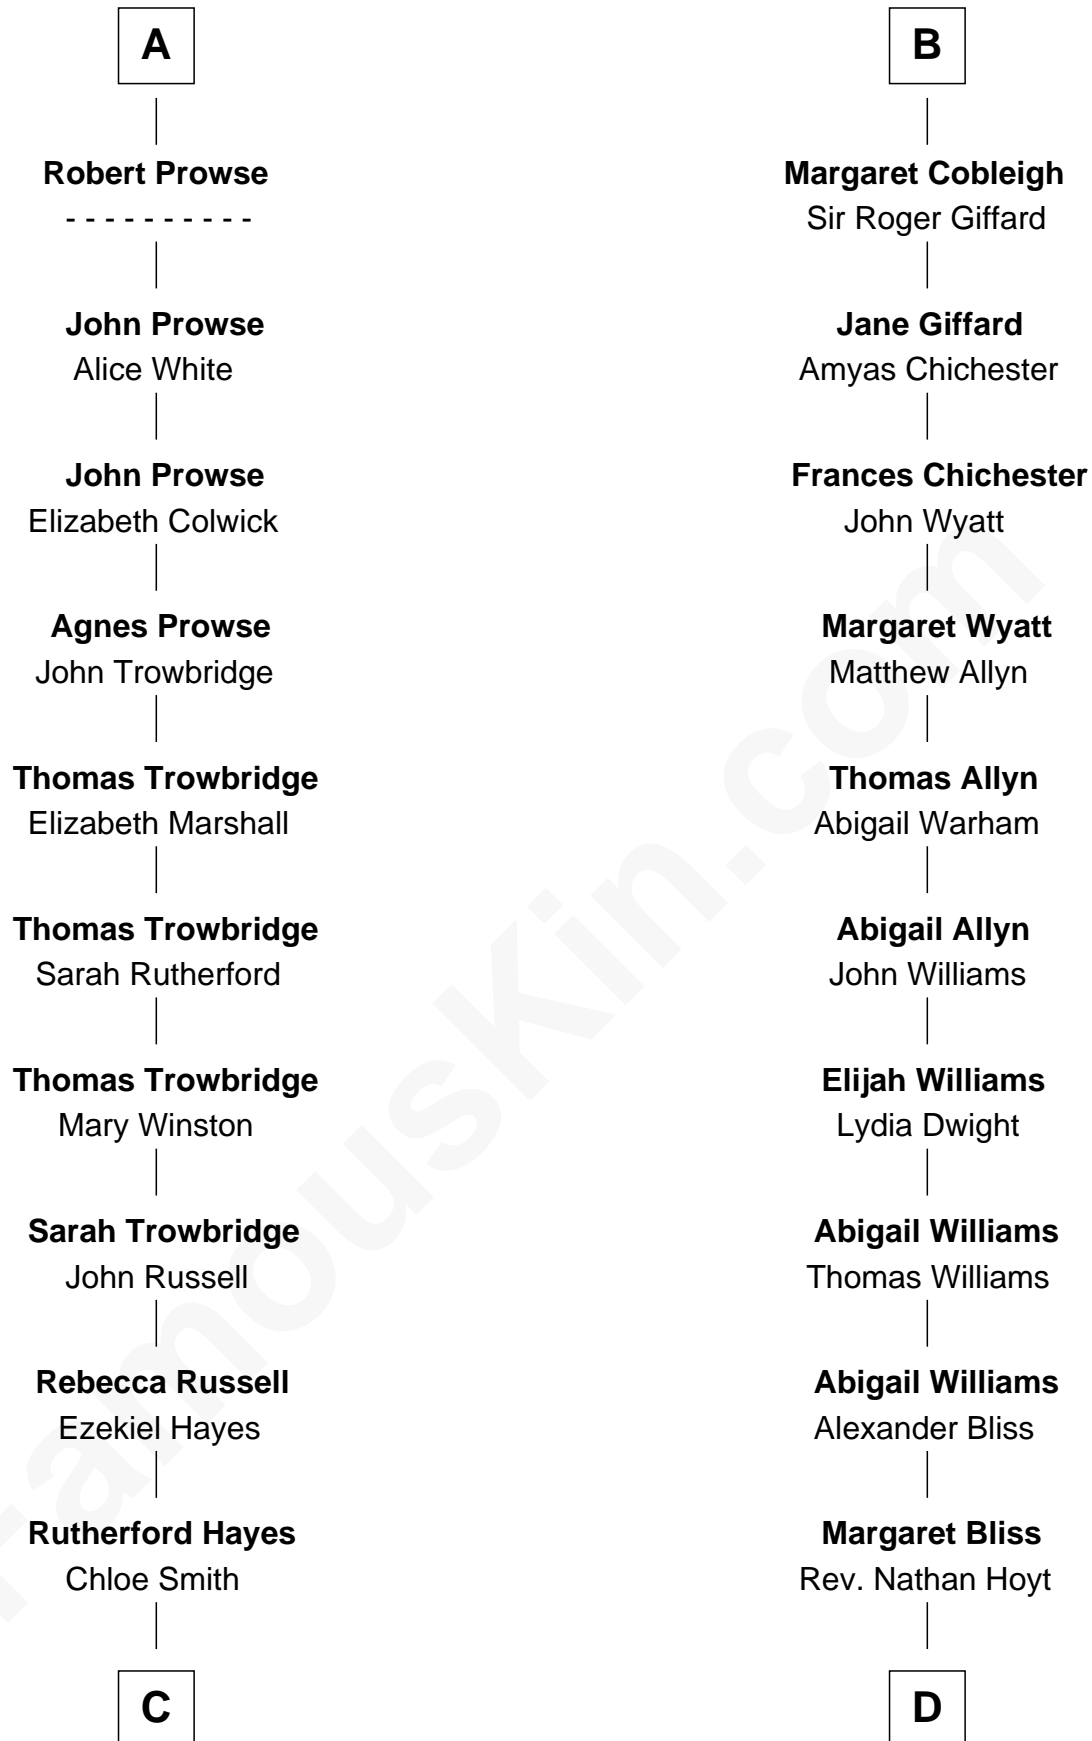 A
Robert Prowse
- - - - - - - - - -
John Prowse
Alice White
John Prowse
Elizabeth Colwick
Agnes Prowse
John Trowbridge
Thomas Trowbridge
Elizabeth Marshall
Thomas Trowbridge
Sarah Rutherford
Thomas Trowbridge
Mary Winston
Sarah Trowbridge
John Russell
Rebecca Russell
Ezekiel Hayes
Rutherford Hayes
Chloe Smith
C
B
Margaret Cobleigh
Sir Roger Giffard
Jane Giffard
Amyas Chichester
Frances Chichester
John Wyatt
Margaret Wyatt
Matthew Allyn
Thomas Allyn
Abigail Warham
Abigail Allyn
John Williams
Elijah Williams
Lydia Dwight
Abigail Williams
Thomas Williams
Abigail Williams
Alexander Bliss
Margaret Bliss
Rev. Nathan Hoyt
D
FamousKin.com